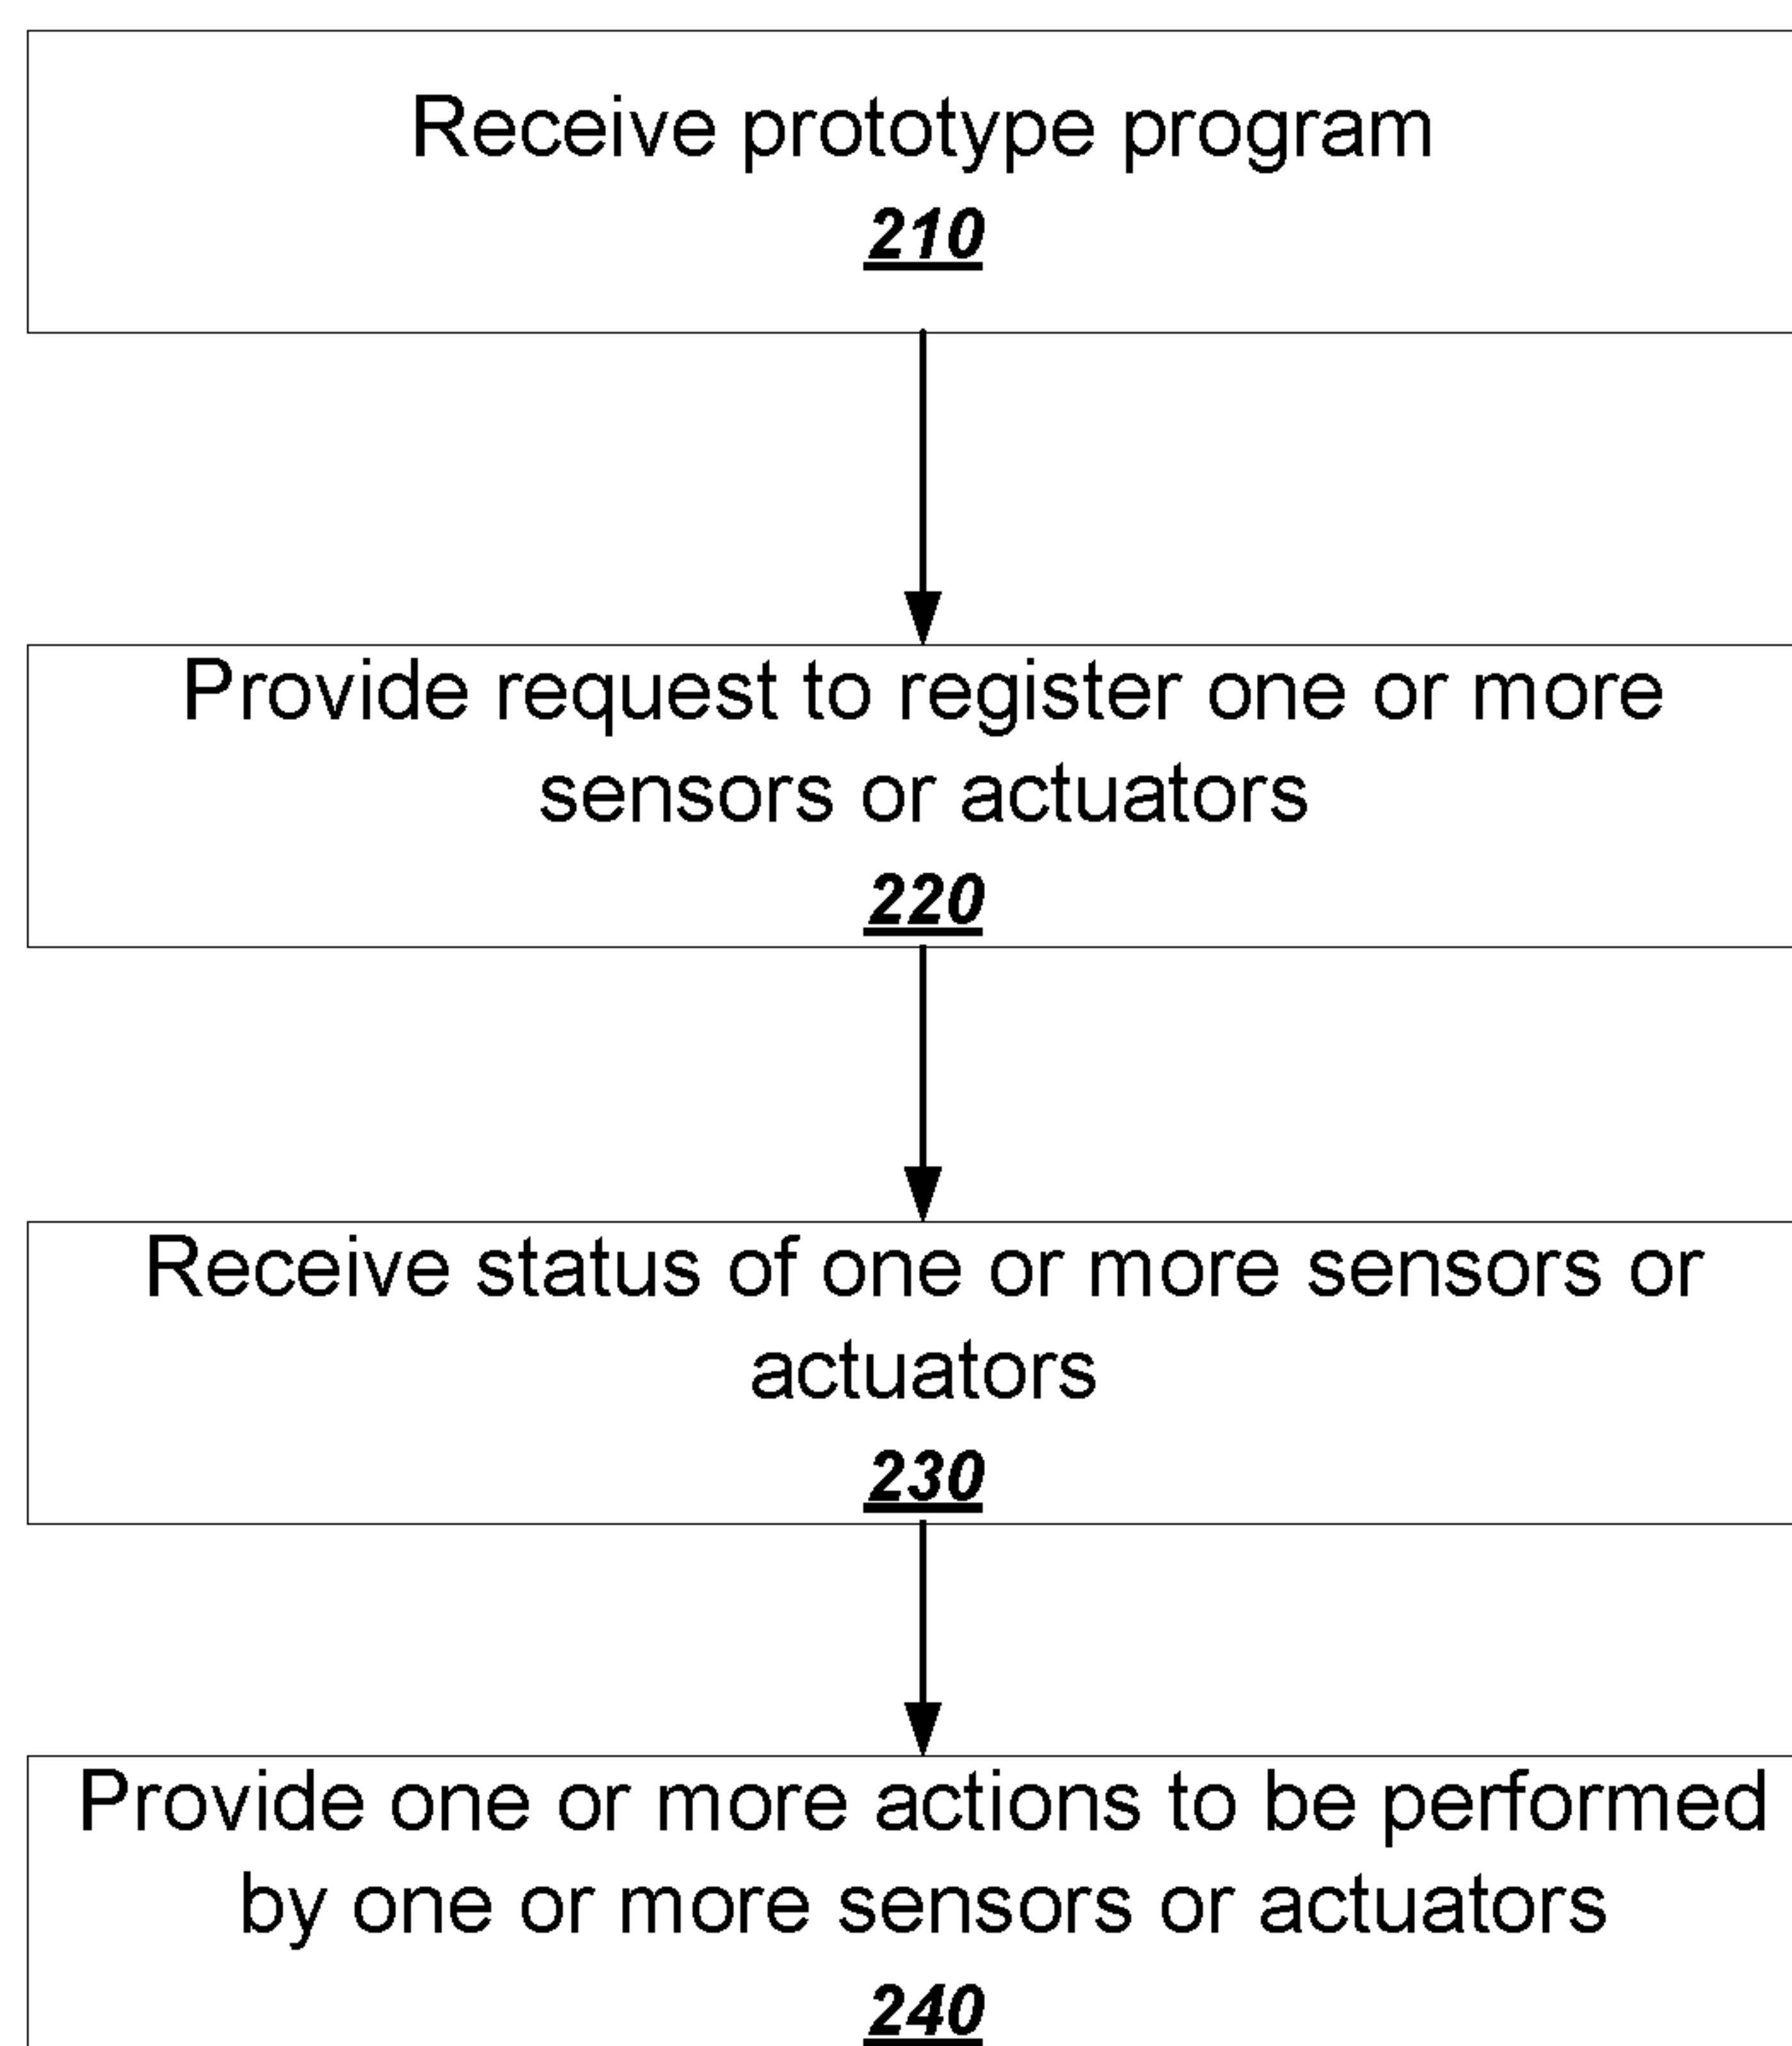 Receive prototype program
210
Provide request to register one or more
sensors or actuators
220
Receive status of one or more sensors or
actuators
230
Provide one or more actions to be performed
by one or more sensors or actuators
240